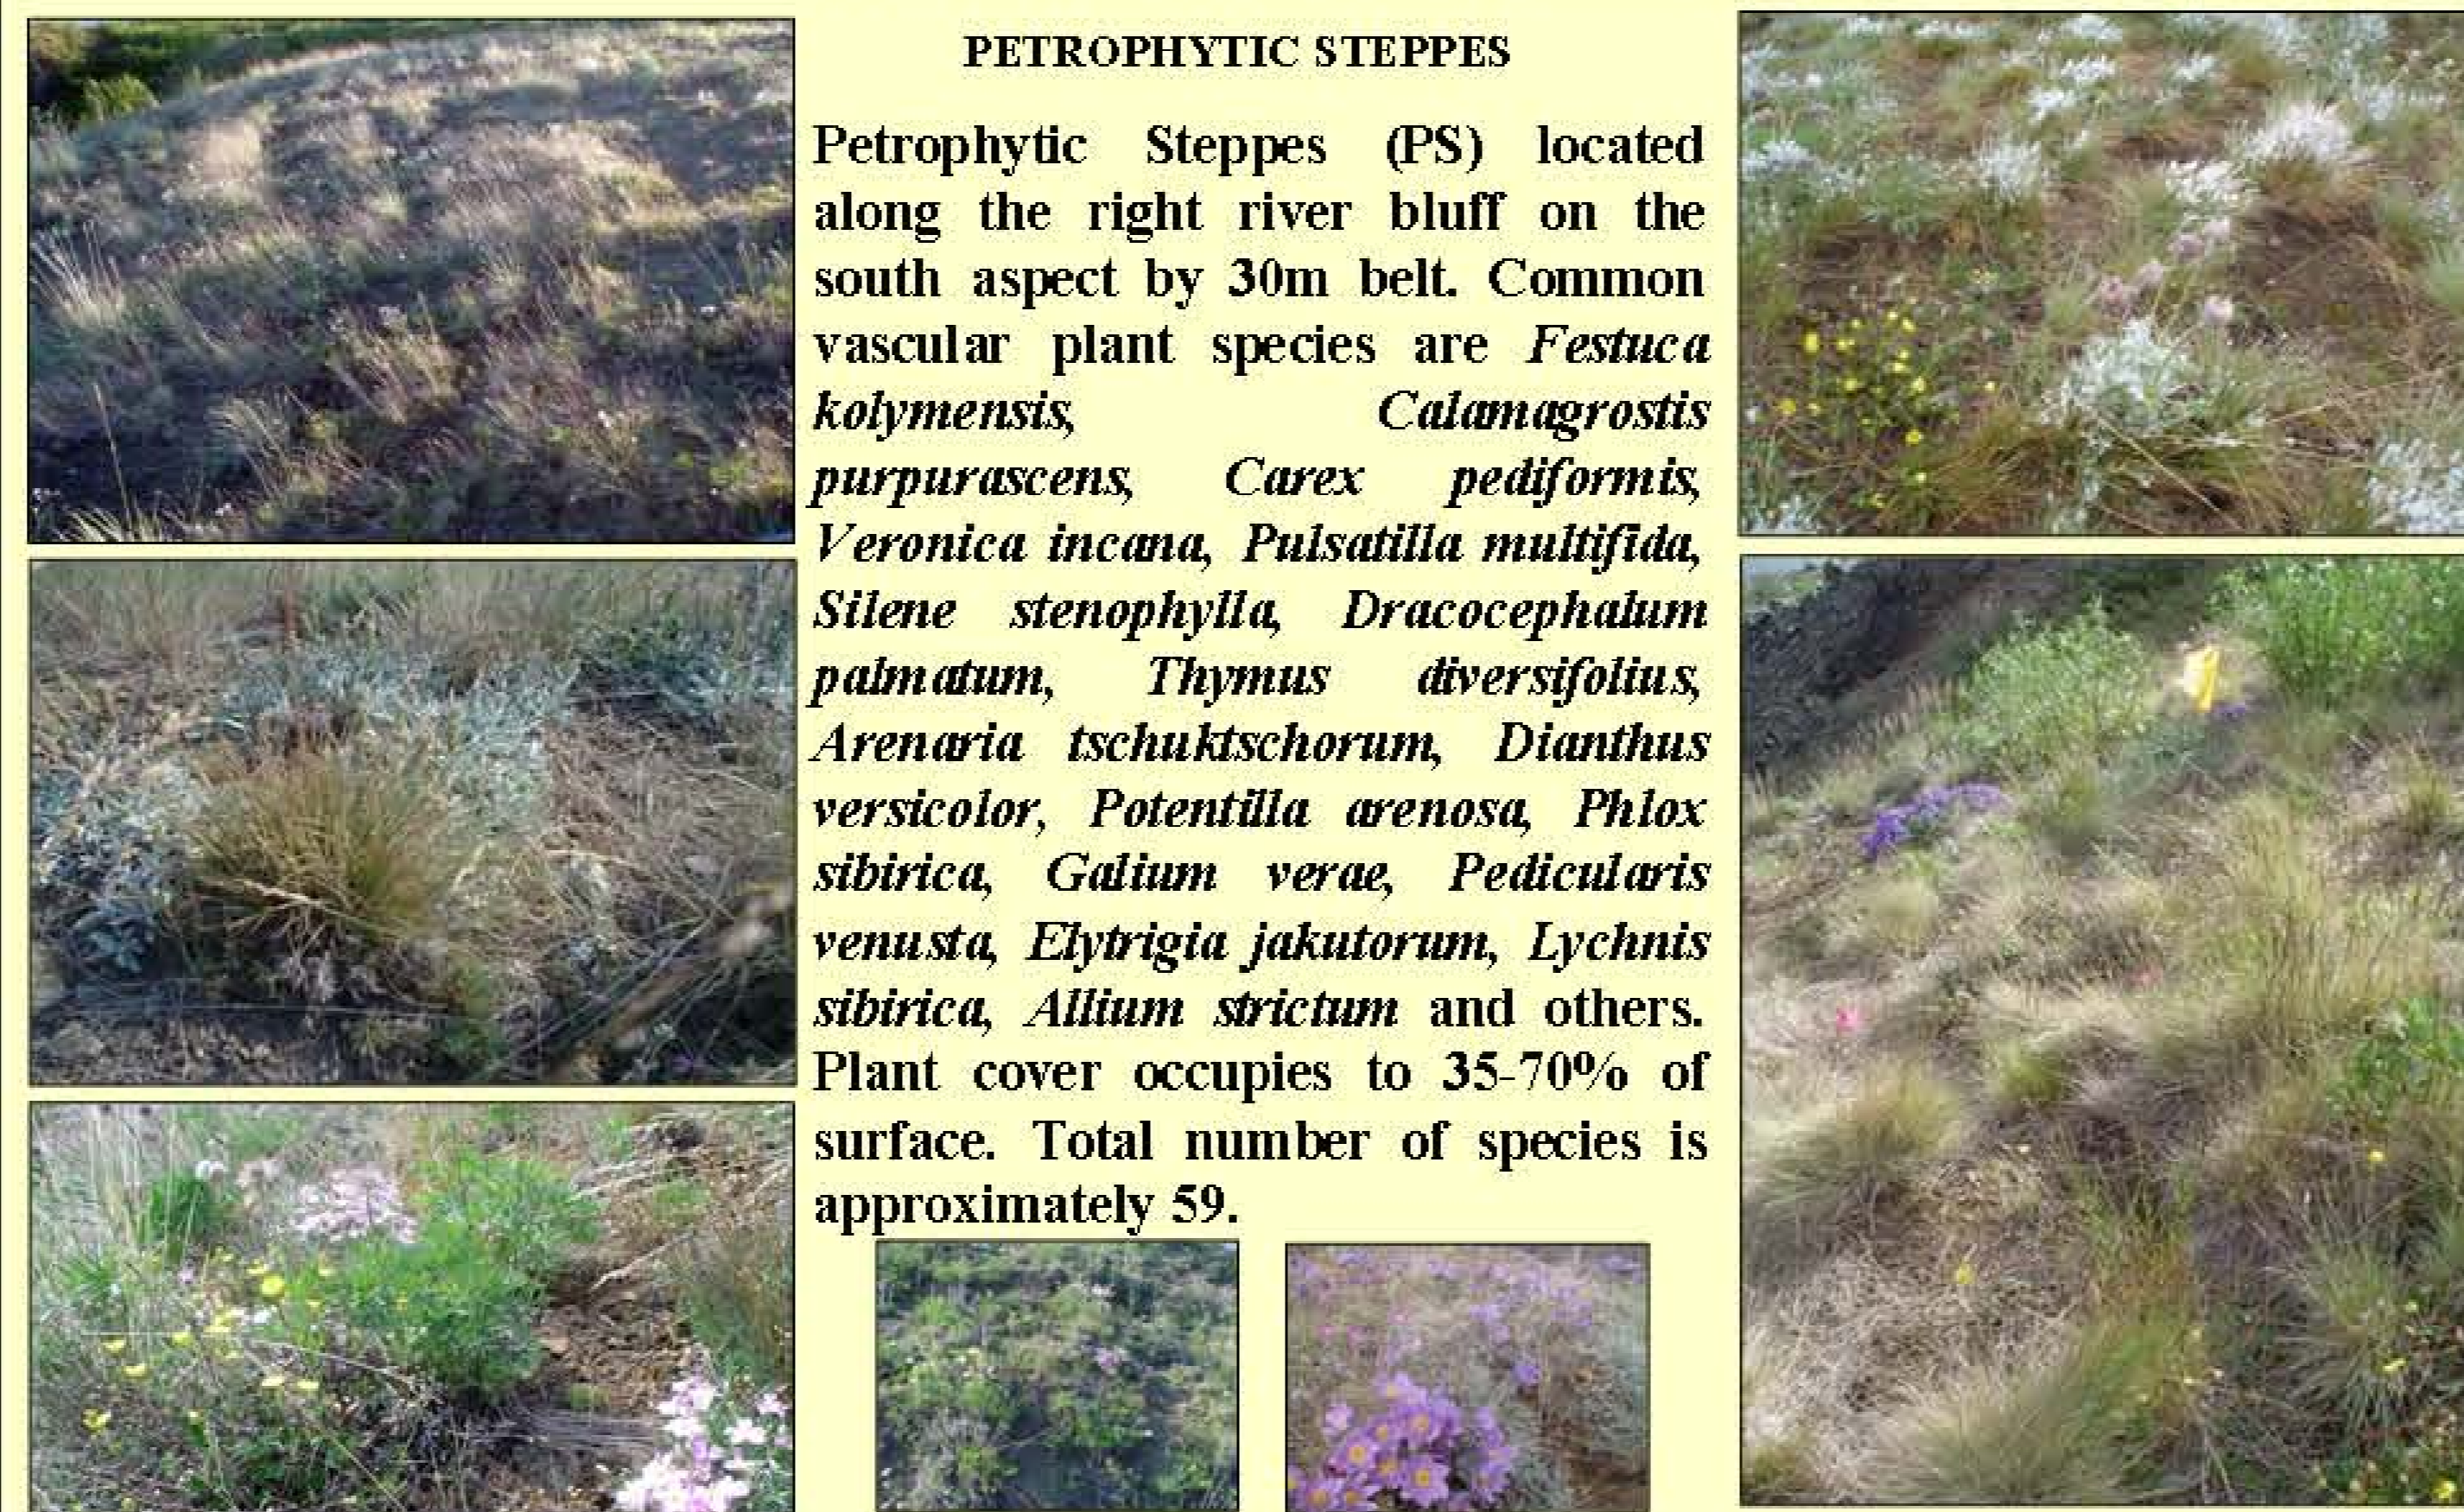 PETROPHYTIC STEPPES
Petrophytic Steppes (PS) located
along the right river bluff on the
south aspect by 30m belt. Common
vascular plant species are Festuca
kolymensis, Calamagrostis
purpurascens, Carex pediformis,
Veronica incana, Pulsatilla multifida,
Silene stenophylla, Dracocephalum
palmatum, Thymus diversifolius,
Arenaria tschuktschorum, Dianthus
versicolor, Potentilla arenosa, Phlox
sibirica, Galium verae, Pedicularis
venusta, Elytrigia jakutorum, Lychnis
sibirica, Allium strictum and others.
Plant cover occupies to 35-70% of
surface. Total number of species is
approximately 59.